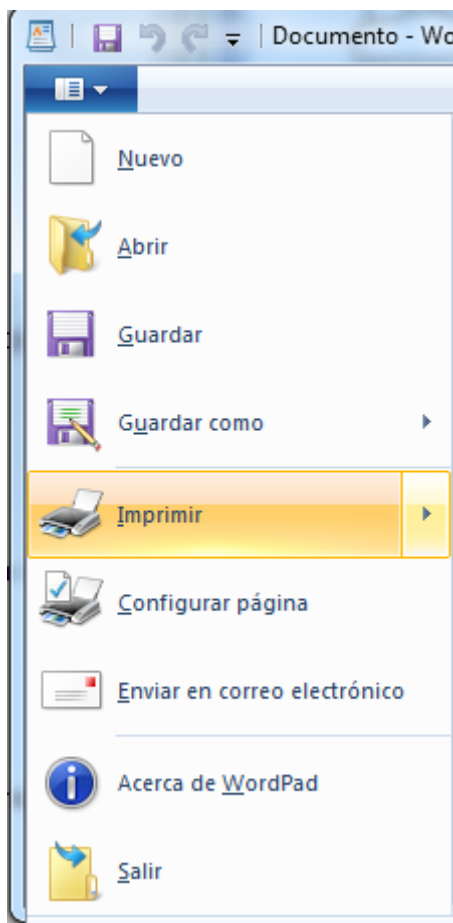 Documento - Wo
Nuevo
Abrir
Guardar
Guardar como
Imprimir
Configurar página
Enviar en correo electrónico
Acerca de WordPad
Salir